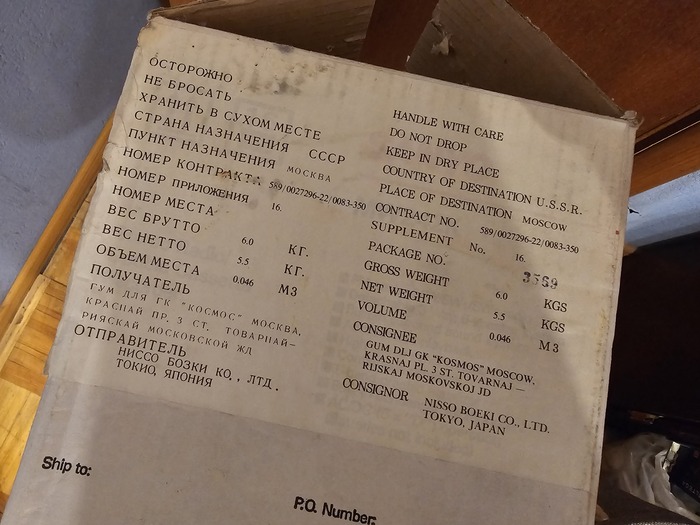 ОСТОРОЖНО
НЕ БРОСАТЬ
ХРАНИТЬ В СУХОМ МЕСТЕ
СТРАНА НАЗНАЧЕНИЯ СССР
ПУНКТ НАЗНАЧЕНИЯ МОСКВА
НОМЕР КОНТРАКТА 589/0027296-22/0083-350
НОМЕР ПРИЛОЖЕНИЯ 16.
НОМЕР МЕСТА
ВЕС БРУТТО 6.0 КГ.
ВЕС НЕТТО 5.5 КГ.
ОБЪЕМ МЕСТА 0.046 М3
ПОЛУЧАТЕЛЬ
ГУМ ДЛЯ ГК "КОСМОС" МОСКВА,
КРАСНАЙ ПР. 3 СТ. ТОВАРНАЙ—
РИЯСКАЙ МОСКОВСКОЙ ЖД
ОТПРАВИТЕЛЬ
НИССО БОЗКИ КО., ЛТД.
ТОКИО, ЯПОНИЯ
HANDLE WITH CARE
DO NOT DROP
KEEP IN DRY PLACE
COUNTRY OF DESTINATION U.S.S.R.
PLACE OF DESTINATION MOSCOW
CONTRACT NO. 589/0027296-22/0083-350
SUPPLEMENT No. 16.
PACKAGE NO. 3569
GROSS WEIGHT 6.0 KGS
NET WEIGHT 5.5 KGS
VOLUME 0.046 M3
CONSIGNEE
GUM DLJ GK "KOSMOS" MOSCOW,
KRASNAJ PL. 3 ST. TOVARNAJ —
RIJSKAJ MOSKOVSKOJ JD
CONSIGNOR NISSO BOEKI CO., LTD.
TOKYO, JAPAN
Ship to:
P.O. Number: